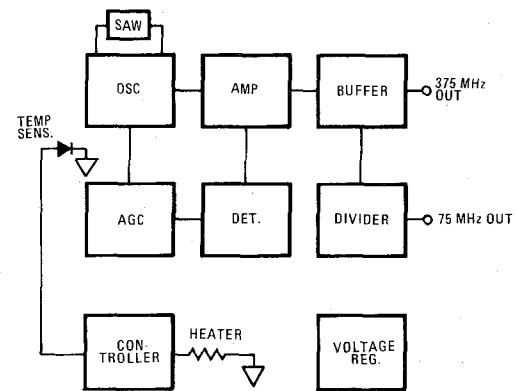 SAW
OSC
AMP
BUFFER
375 MHz
OUT
TEMP
SENS.
AGC
DET.
DIVIDER
75 MHz OUT
CON-
TROLLER
HEATER
VOLTAGE
REG.